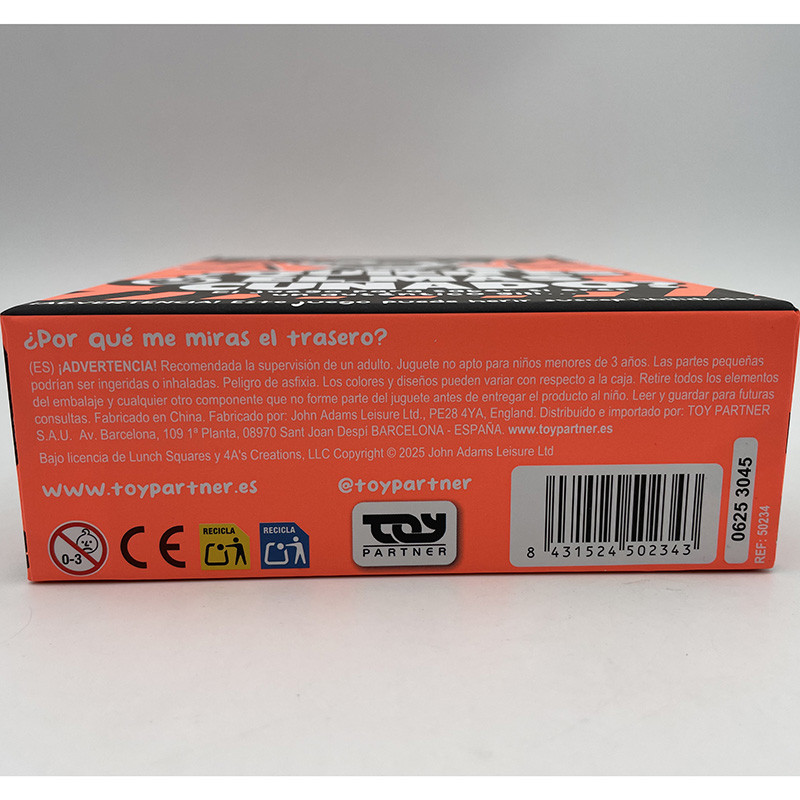 CUÑADO?
¿Por qué me miras el trasero?
(ES) ¡ADVERTENCIA! Recomendada la supervisión de un adulto. Juguete no apto para niños menores de 3 años. Las partes pequeñas
podrían ser ingeridas o inhaladas. Peligro de asfixia. Los colores y diseños pueden variar con respecto a la caja. Retire todos los elementos
del embalaje y cualquier otro componente que no forme parte del juguete antes de entregar el producto al niño. Leer y guardar para futuras
consultas. Fabricado en China. Fabricado por: John Adams Leisure Ltd., PE28 4YA, England. Distribuido e importado por: TOY PARTNER
S.A.U. Av. Barcelona, 109 1ª Planta, 08970 Sant Joan Despí BARCELONA - ESPAÑA. www.toypartner.es
Bajo licencia de Lunch Squares y 4A's Creations, LLC Copyright © 2025 John Adams Leisure Ltd
www.toypartner.es @toypartner
0-3
CE
RECICLA
RECICLA
TOY
PARTNER
8 431524 502343
0625 3045
REF: 50234